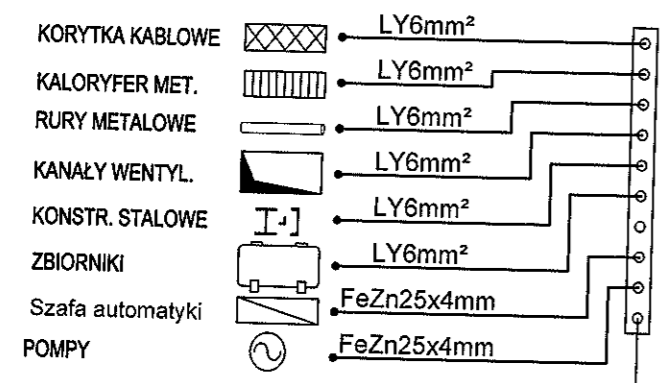 KORYTKA KABLOWE LY6mm²
KALORYFER MET. LY6mm²
RURY METALOWE LY6mm²
KANAŁY WENTYL. LY6mm²
KONSTR. STALOWE LY6mm²
ZBIORNIKI LY6mm²
Szafa automatyki FeZn25x4mm
POMPY FeZn25x4mm